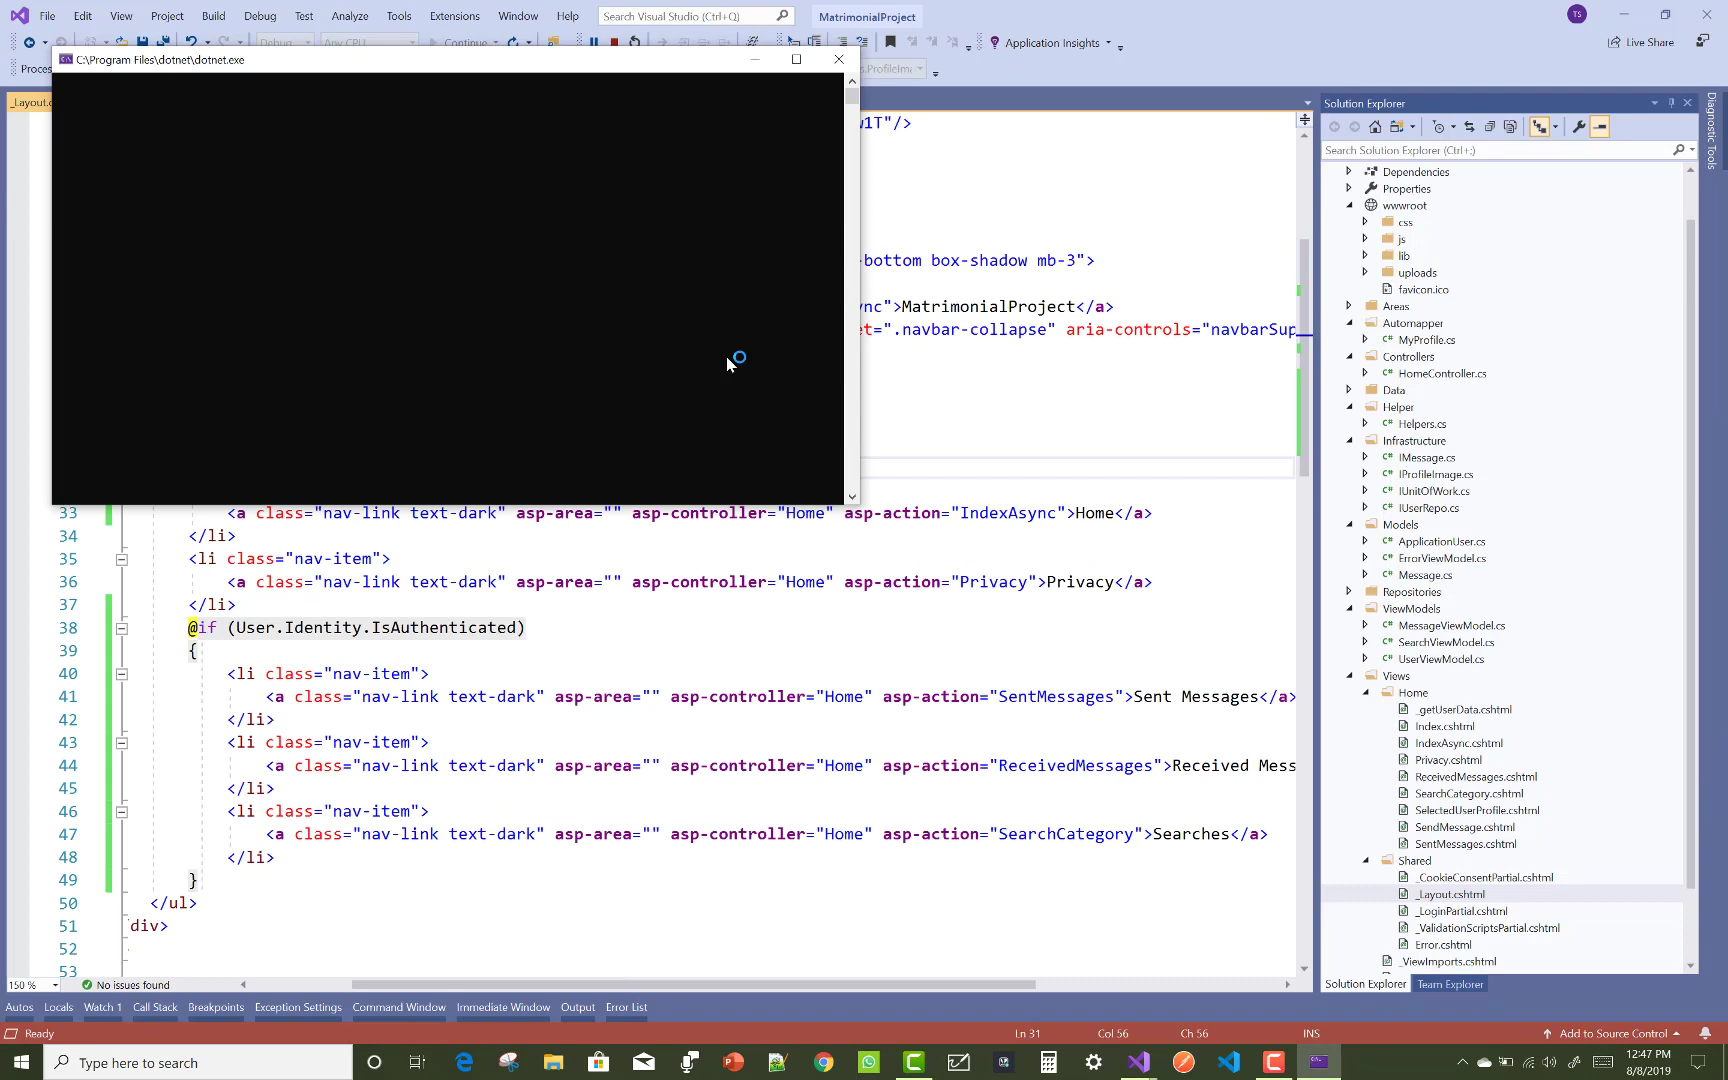 File Edit View Project Build Debug Test Analyze Tools Extensions Window Help Search Visual Studio (Ctrl+Q) MatrimonialProject TS
Debug Any CPU Continue Application Insights Live Share
C:\Program Files\dotnet\dotnet.exe
_Layout.c
Solution Explorer
Diagnostic Tools
w1T"/>
Search Solution Explorer (Ctrl+;)
Dependencies
Properties
wwwroot
css
js
lib
uploads
favicon.ico
Areas
Automapper
MyProfile.cs
Controllers
HomeController.cs
Data
Helper
Helpers.cs
Infrastructure
IMessage.cs
IProfileImage.cs
IUnitOfWork.cs
IUserRepo.cs
Models
ApplicationUser.cs
ErrorViewModel.cs
Message.cs
Repositories
ViewModels
MessageViewModel.cs
SearchViewModel.cs
UserViewModel.cs
Views
Home
_getUserData.cshtml
Index.cshtml
IndexAsync.cshtml
Privacy.cshtml
ReceivedMessages.cshtml
SearchCategory.cshtml
SelectedUserProfile.cshtml
SendMessage.cshtml
SentMessages.cshtml
Shared
_CookieConsentPartial.cshtml
_Layout.cshtml
_LoginPartial.cshtml
_ValidationScriptsPartial.cshtml
Error.cshtml
_ViewImports.cshtml
Solution Explorer Team Explorer
-bottom box-shadow mb-3">
nc">MatrimonialProject</a>
et=".navbar-collapse" aria-controls="navbarSup
33 <a class="nav-link text-dark" asp-area="" asp-controller="Home" asp-action="IndexAsync">Home</a>
34 </li>
35 <li class="nav-item">
36 <a class="nav-link text-dark" asp-area="" asp-controller="Home" asp-action="Privacy">Privacy</a>
37 </li>
38 @if (User.Identity.IsAuthenticated)
39 {
40 <li class="nav-item">
41 <a class="nav-link text-dark" asp-area="" asp-controller="Home" asp-action="SentMessages">Sent Messages</a>
42 </li>
43 <li class="nav-item">
44 <a class="nav-link text-dark" asp-area="" asp-controller="Home" asp-action="ReceivedMessages">Received Mess
45 </li>
46 <li class="nav-item">
47 <a class="nav-link text-dark" asp-area="" asp-controller="Home" asp-action="SearchCategory">Searches</a>
48 </li>
49 }
50 </ul>
51 div>
52
53
150 % No issues found
Autos Locals Watch 1 Call Stack Breakpoints Exception Settings Command Window Immediate Window Output Error List
Ready Ln 31 Col 56 Ch 56 INS Add to Source Control
Type here to search
12:47 PM
8/8/2019